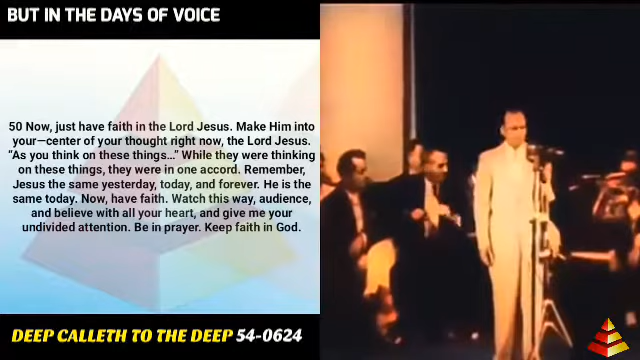 BUT IN THE DAYS OF VOICE
50 Now, just have faith in the Lord Jesus. Make Him into
your—center of your thought right now, the Lord Jesus.
“As you think on these things…” While they were thinking
on these things, they were in one accord. Remember,
Jesus the same yesterday, today, and forever. He is the
same today. Now, have faith. Watch this way, audience,
and believe with all your heart, and give me your
undivided attention. Be in prayer. Keep faith in God.
DEEP CALLETH TO THE DEEP 54-0624